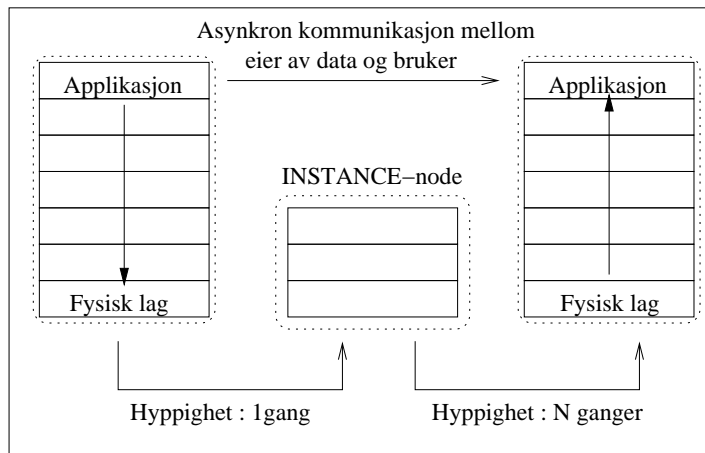 Asynkron kommunikasjon mellom
eier av data og bruker
Applikasjon
Applikasjon
INSTANCE−node
Fysisk lag
Fysisk lag
Hyppighet : 1gang
Hyppighet : N ganger